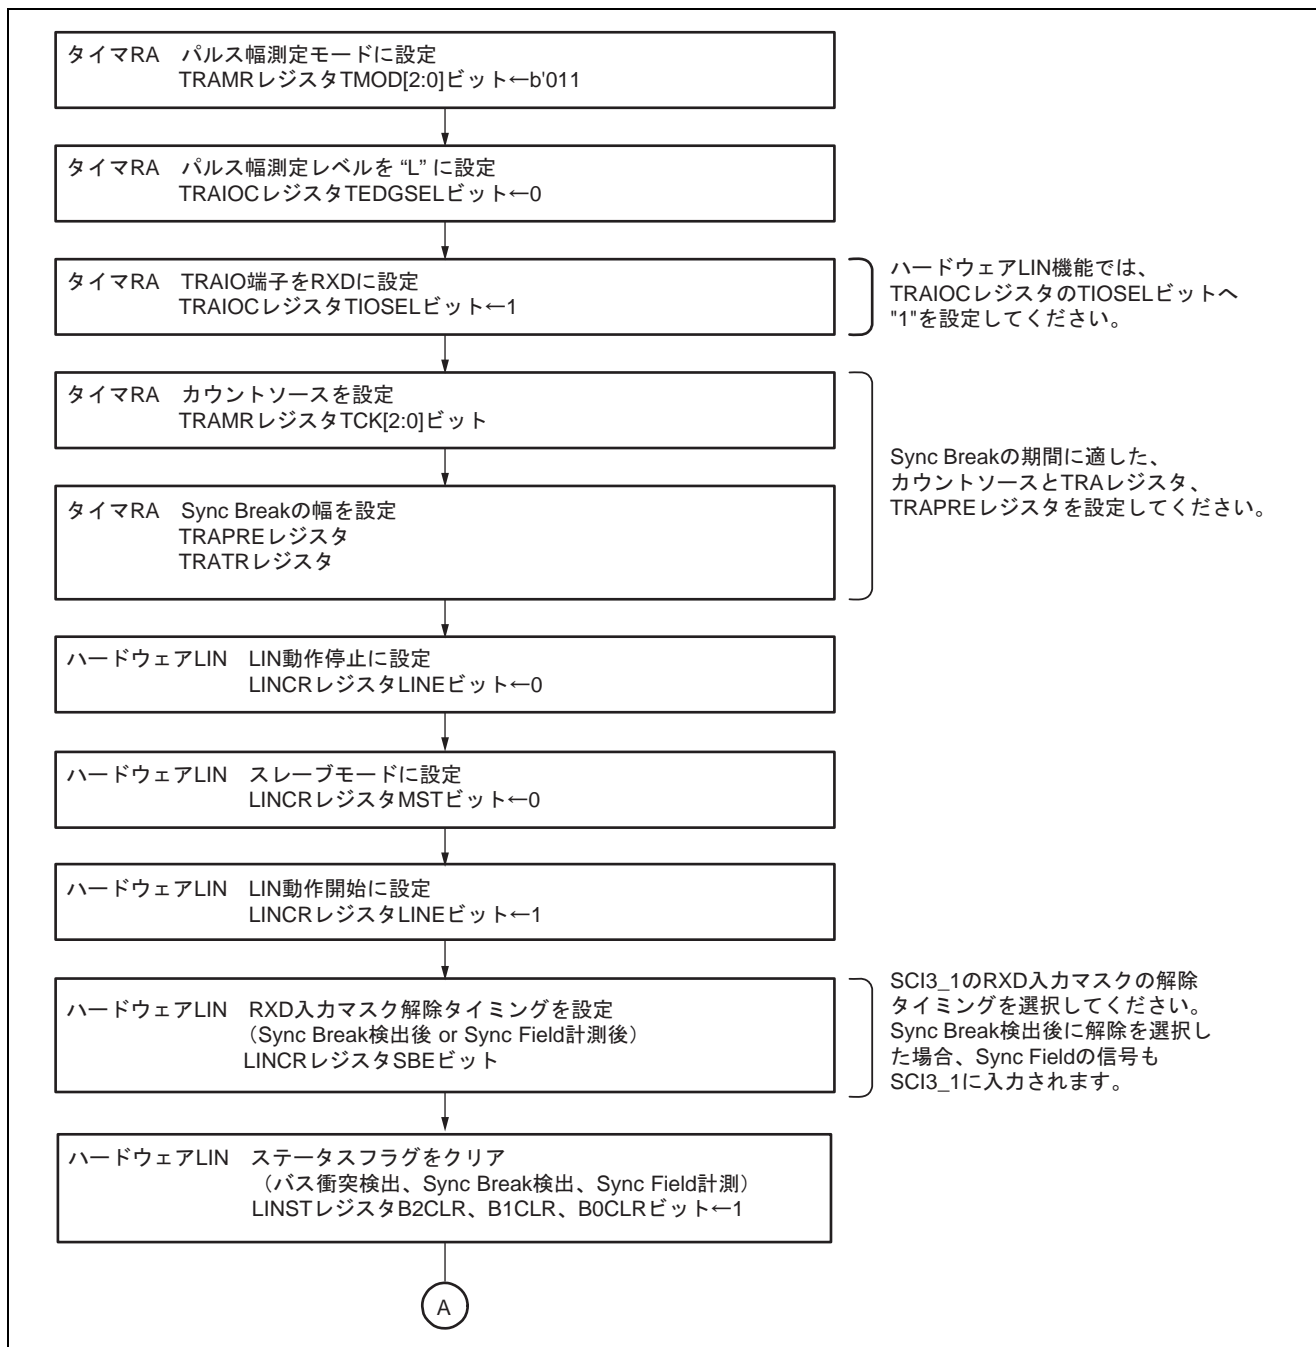 タイマRA　パルス幅測定モードに設定
TRAMRレジスタTMOD[2:0]ビット←b'011
タイマRA　パルス幅測定レベルを “L” に設定
TRAIOCレジスタTEDGSELビット←0
タイマRA　TRAIO端子をRXDに設定
TRAIOCレジスタTIOSELビット←1
ハードウェアLIN機能では、
TRAIOCレジスタのTIOSELビットへ
"1"を設定してください。
タイマRA　カウントソースを設定
TRAMRレジスタTCK[2:0]ビット
タイマRA　Sync Breakの幅を設定
TRAPREレジスタ
TRATRレジスタ
Sync Breakの期間に適した、
カウントソースとTRAレジスタ、
TRAPREレジスタを設定してください。
ハードウェアLIN　LIN動作停止に設定
LINCRレジスタLINEビット←0
ハードウェアLIN　スレーブモードに設定
LINCRレジスタMSTビット←0
ハードウェアLIN　LIN動作開始に設定
LINCRレジスタLINEビット←1
ハードウェアLIN　RXD入力マスク解除タイミングを設定
（Sync Break検出後 or Sync Field計測後）
LINCRレジスタSBEビット
SCI3_1のRXD入力マスクの解除
タイミングを選択してください。
Sync Break検出後に解除を選択し
た場合、Sync Fieldの信号も
SCI3_1に入力されます。
ハードウェアLIN　ステータスフラグをクリア
（バス衝突検出、Sync Break検出、Sync Field計測）
LINSTレジスタB2CLR、B1CLR、B0CLRビット←1
A